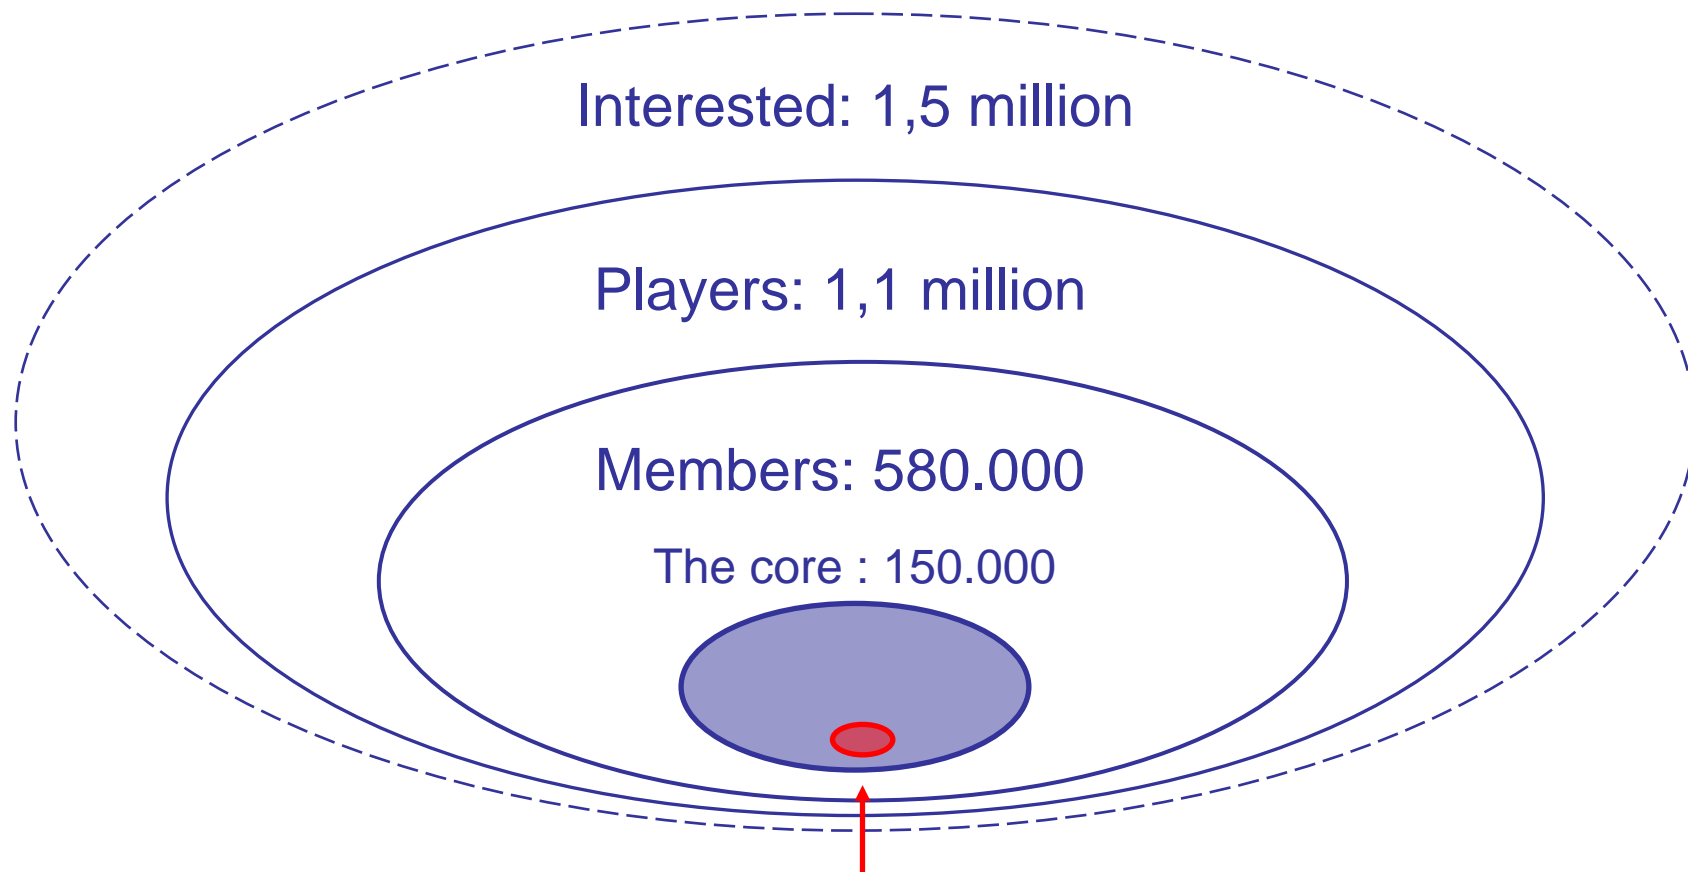 Interested: 1,5 million
Players: 1,1 million
Members: 580.000
The core : 150.000